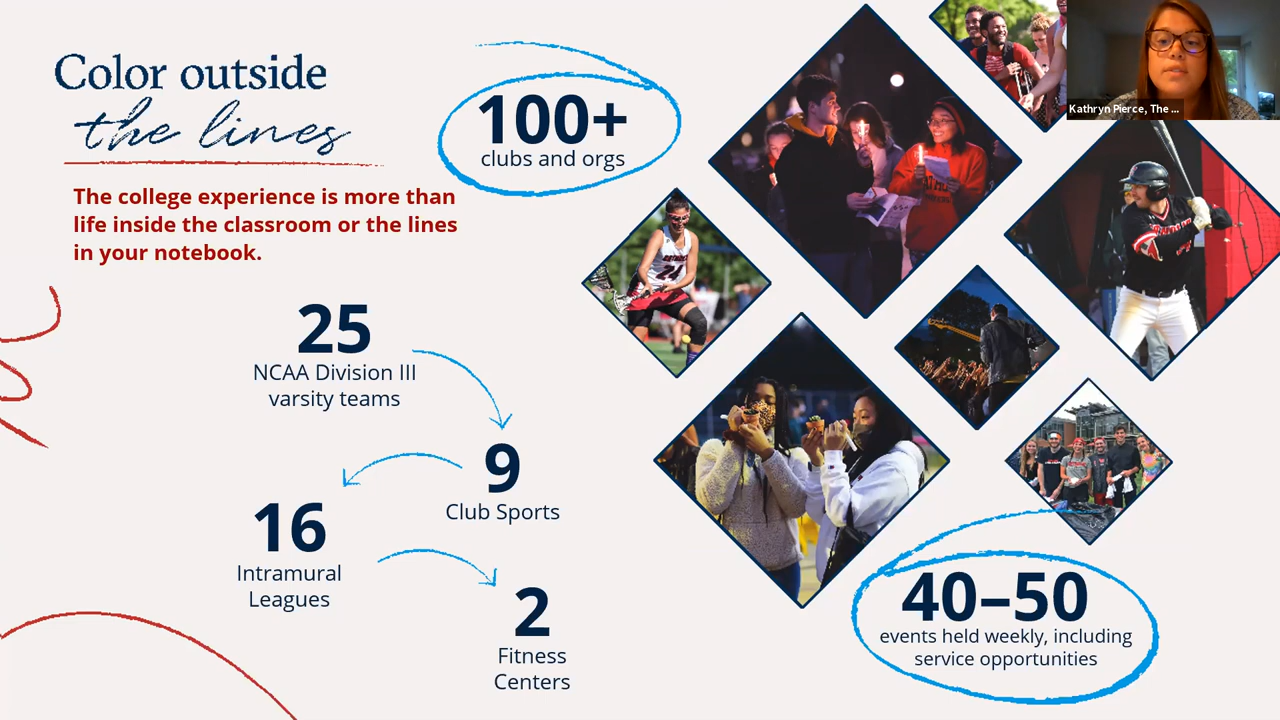 Color outside
the lines
The college experience is more than
life inside the classroom or the lines
in your notebook.
100+
clubs and orgs
25
NCAA Division III
varsity teams
9
Club Sports
16
Intramural
Leagues
2
Fitness
Centers
40–50
events held weekly, including
service opportunities
Kathryn Pierce, The ...
24